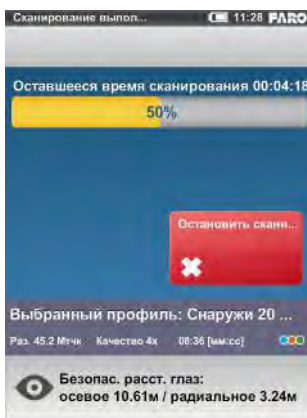 Сканирование выпол... 11:28 FARO
Оставшееся время сканирования 00:04:18
50%
Остановить скани...
Выбранный профиль: Снаружи 20 ...
Раз. 45.2 Мтчк Качество 4x 08:36 [мм:сс]
Безопас. расст. глаз:
осевое 10.61м / радиальное 3.24м